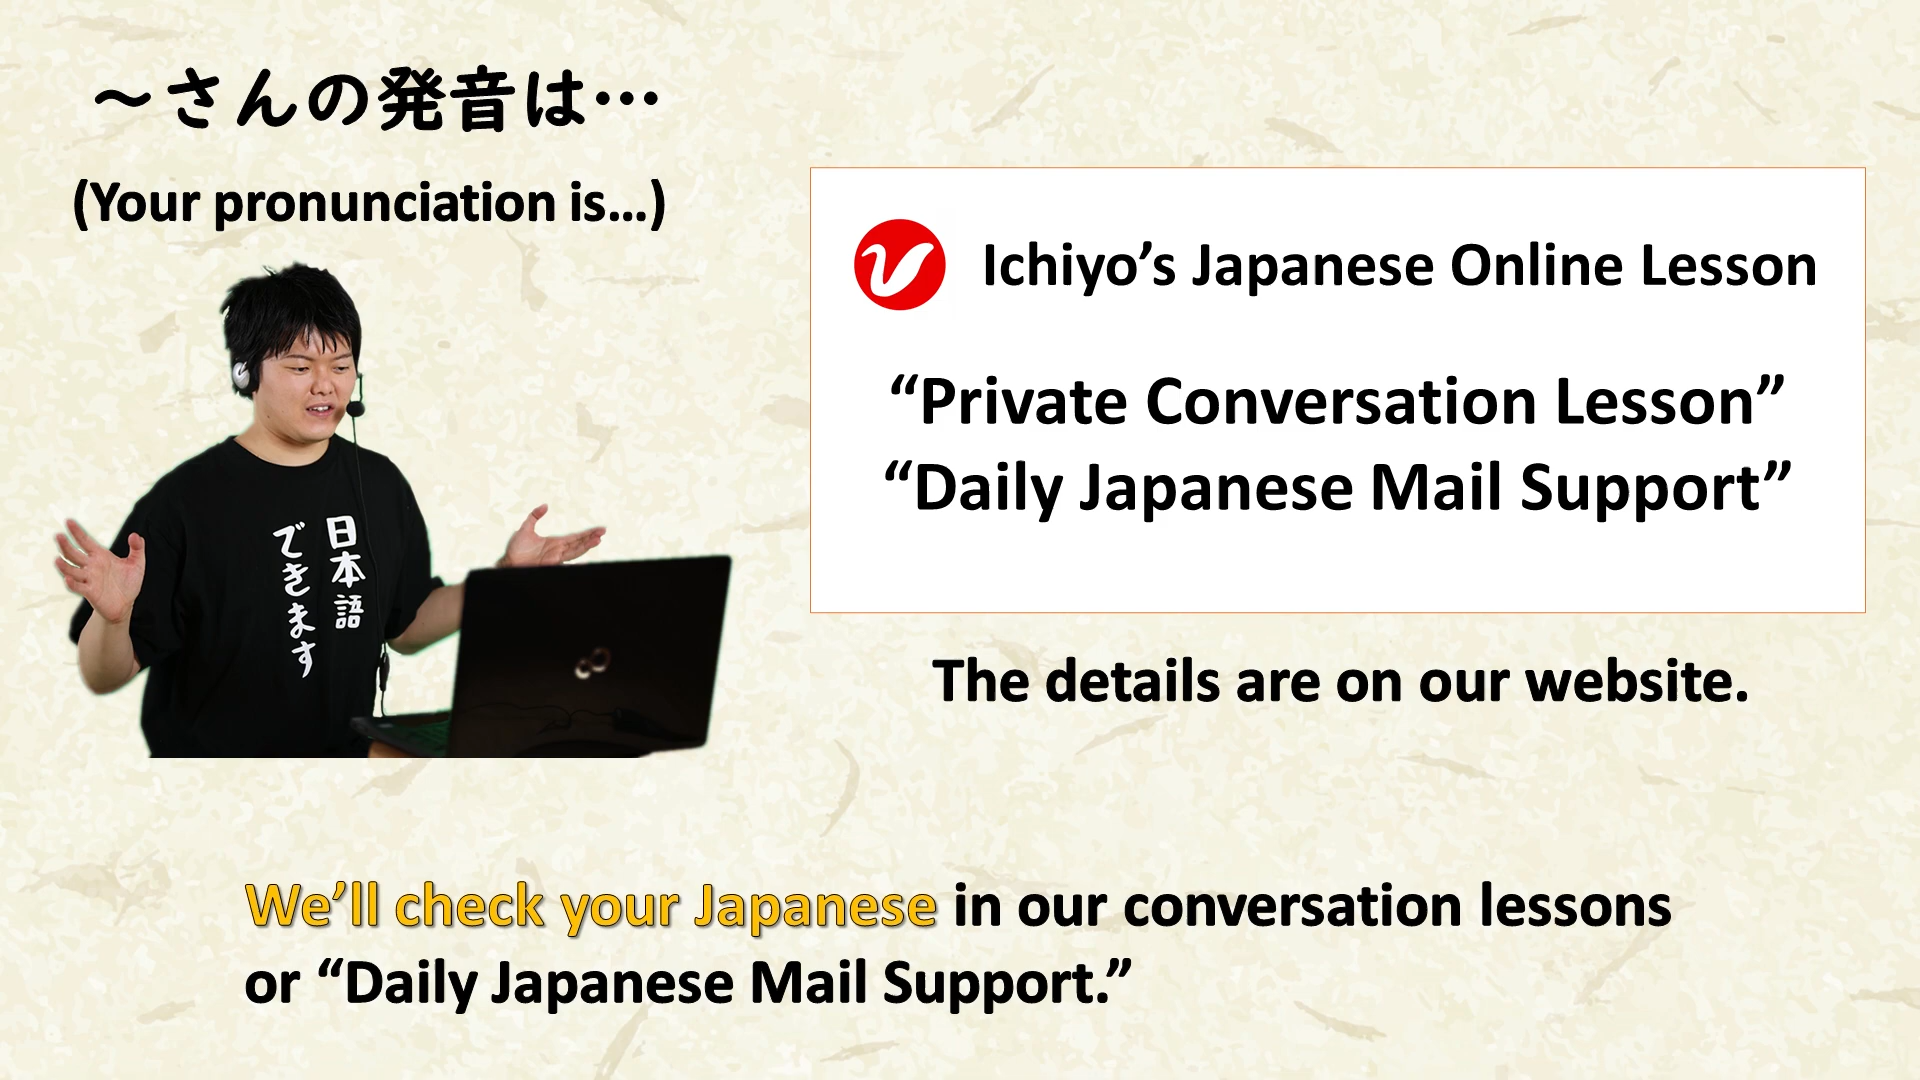 ～さんの発音は…
(Your pronunciation is...)
日本語
できます
Ichiyo’s Japanese Online Lesson
“Private Conversation Lesson”
“Daily Japanese Mail Support”
The details are on our website.
We’ll check your Japanese in our conversation lessons
or “Daily Japanese Mail Support.”